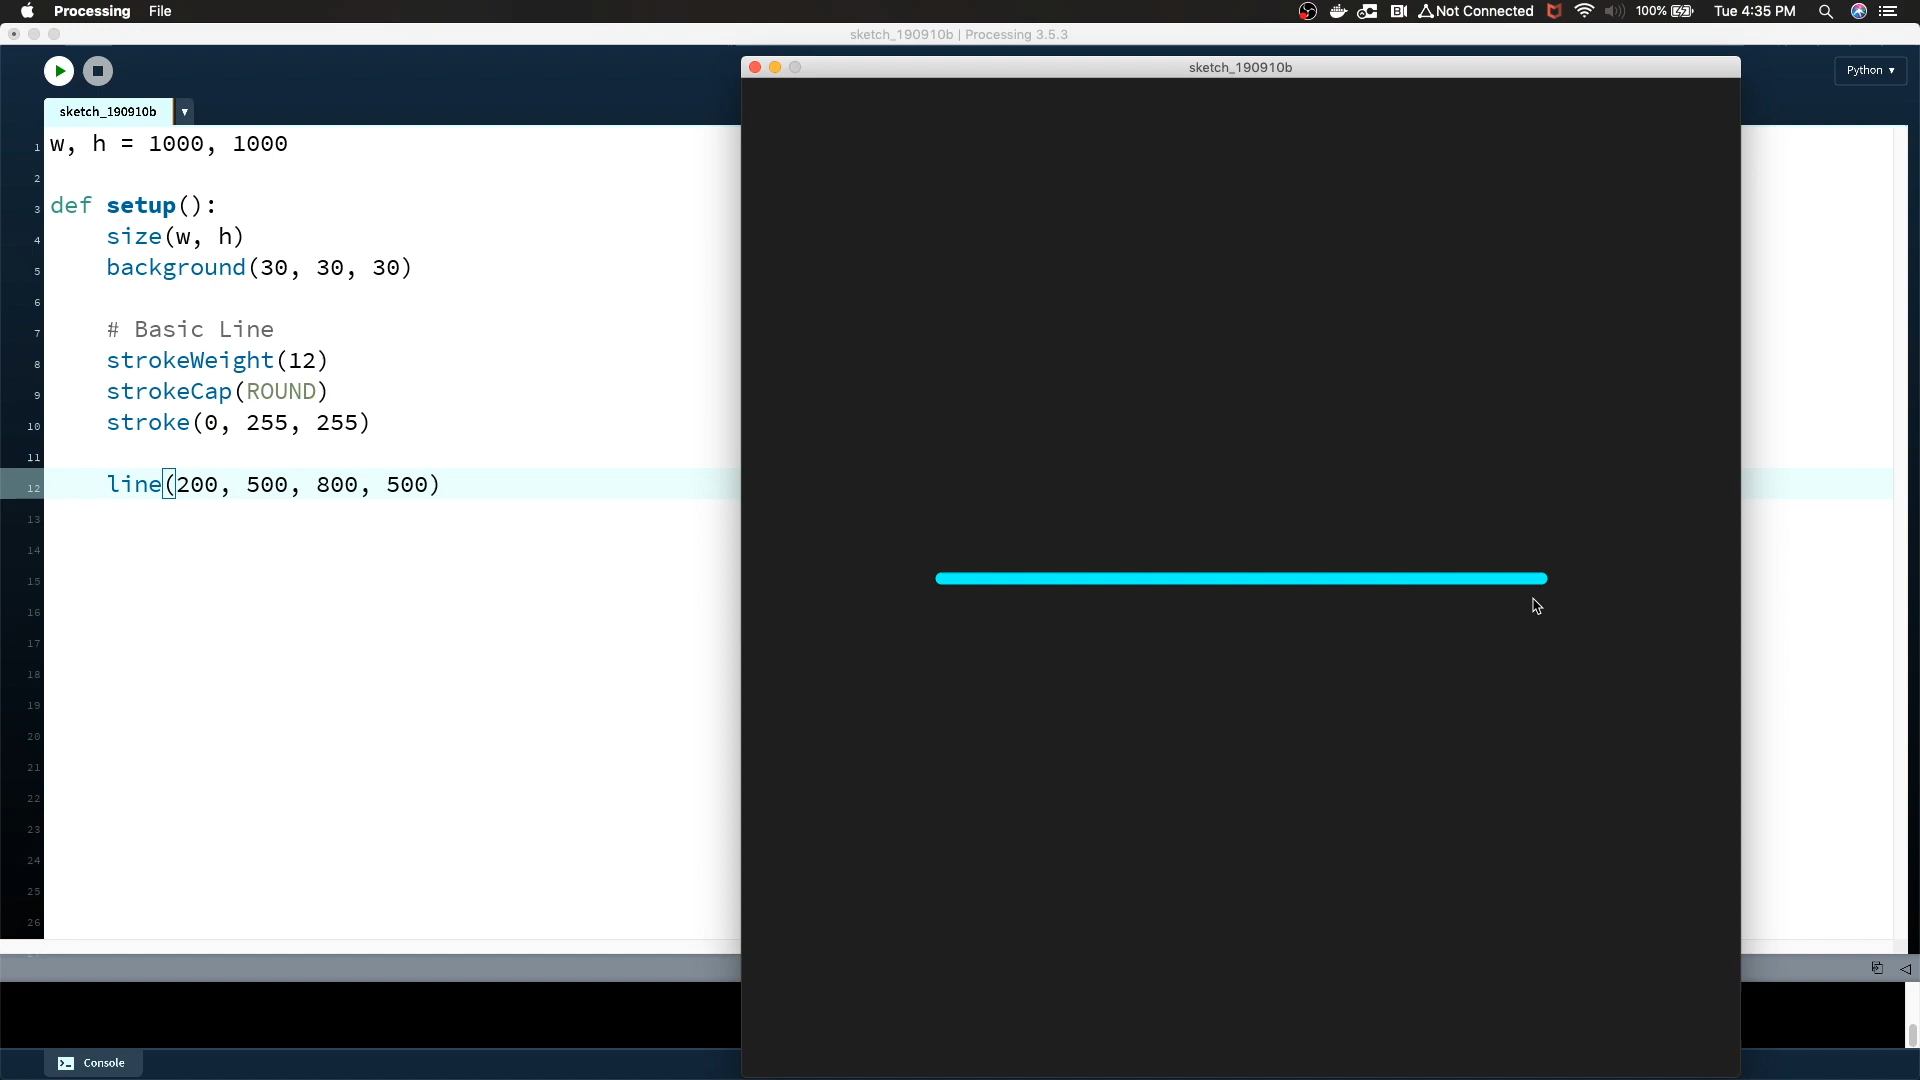 Processing File Not Connected 100% Tue 4:35 PM
sketch_190910b | Processing 3.5.3
sketch_190910b
Python
sketch_190910b
1 w, h = 1000, 1000
2
3 def setup():
4 size(w, h)
5 background(30, 30, 30)
6
7 # Basic Line
8 strokeWeight(12)
9 strokeCap(ROUND)
10 stroke(0, 255, 255)
11
12 line(200, 500, 800, 500)
13
14
15
16
17
18
19
20
21
22
23
24
25
26
Console